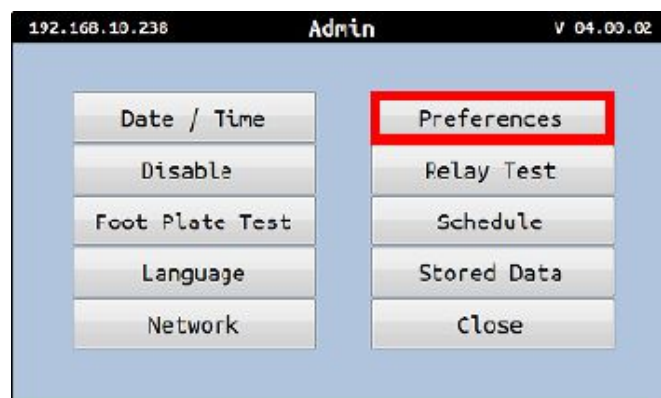 192.168.10.238 Admin V 04.00.02
Date / Time Preferences
Disable Relay Test
Foot Plate Test Schedule
Language Stored Data
Network Close